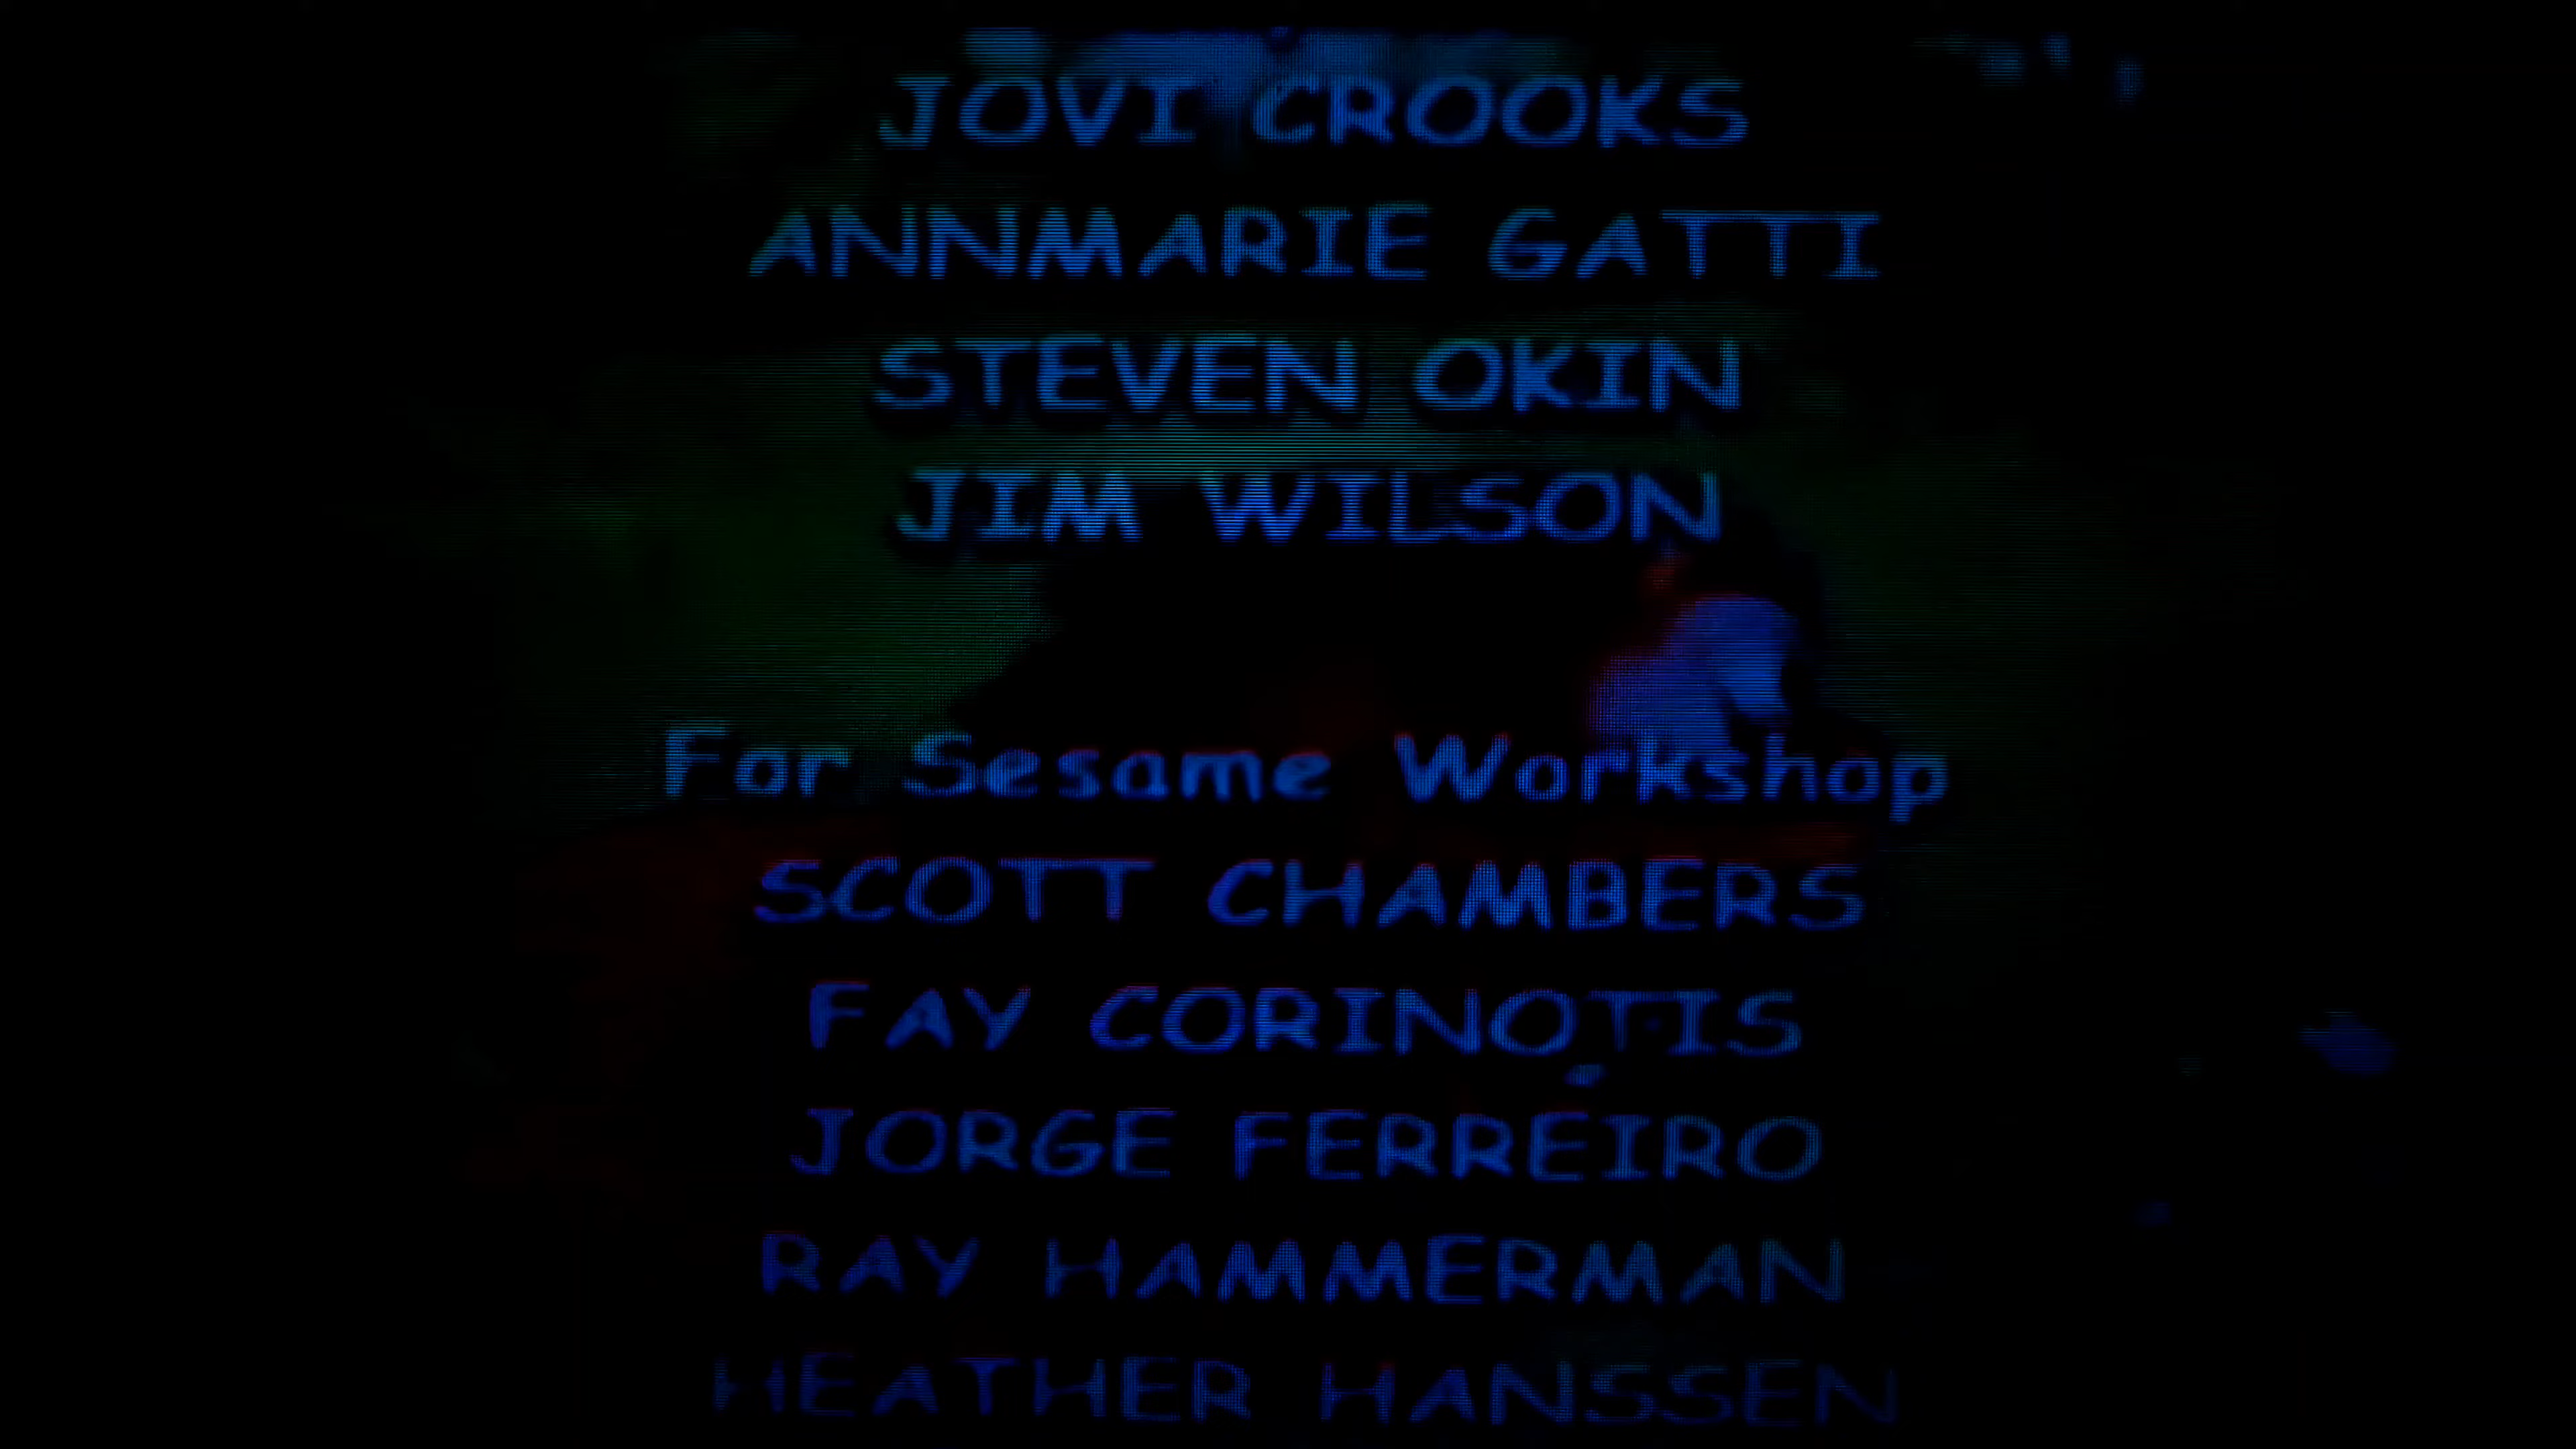 JOVI CROOKS
ANNMARIE GATTI
STEVEN OKIN
JIM WILSON
For Sesame Workshop
SCOTT CHAMBERS
FAY CORINOTIS
JORGE FERREIRO
RAY HAMMERMAN
HEATHER HANSSEN